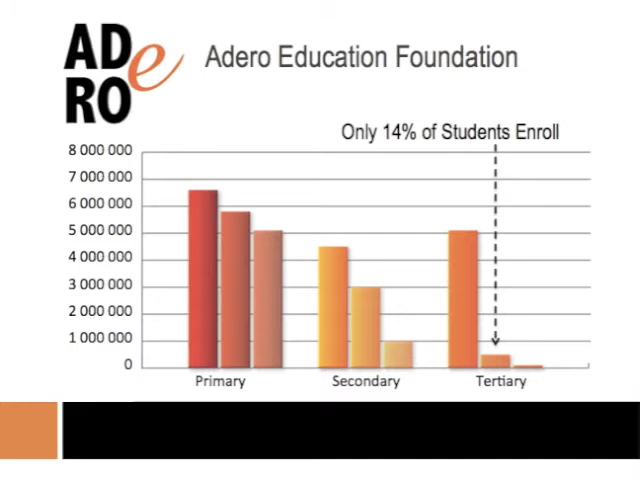 ADe
RO
Adero Education Foundation
Only 14% of Students Enroll
8 000 000
7 000 000
6 000 000
5 000 000
4 000 000
3 000 000
2 000 000
1 000 000
0
Primary Secondary Tertiary